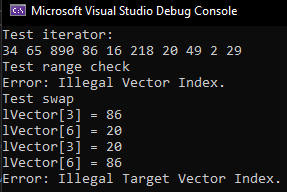 Microsoft Visual Studio Debug Console
Test iterator:
34 65 890 86 16 218 20 49 2 29
Test range check
Error: Illegal Vector Index.
Test swap
lVector[3] = 86
lVector[6] = 20
lVector[3] = 20
lVector[6] = 86
Error: Illegal Target Vector Index.